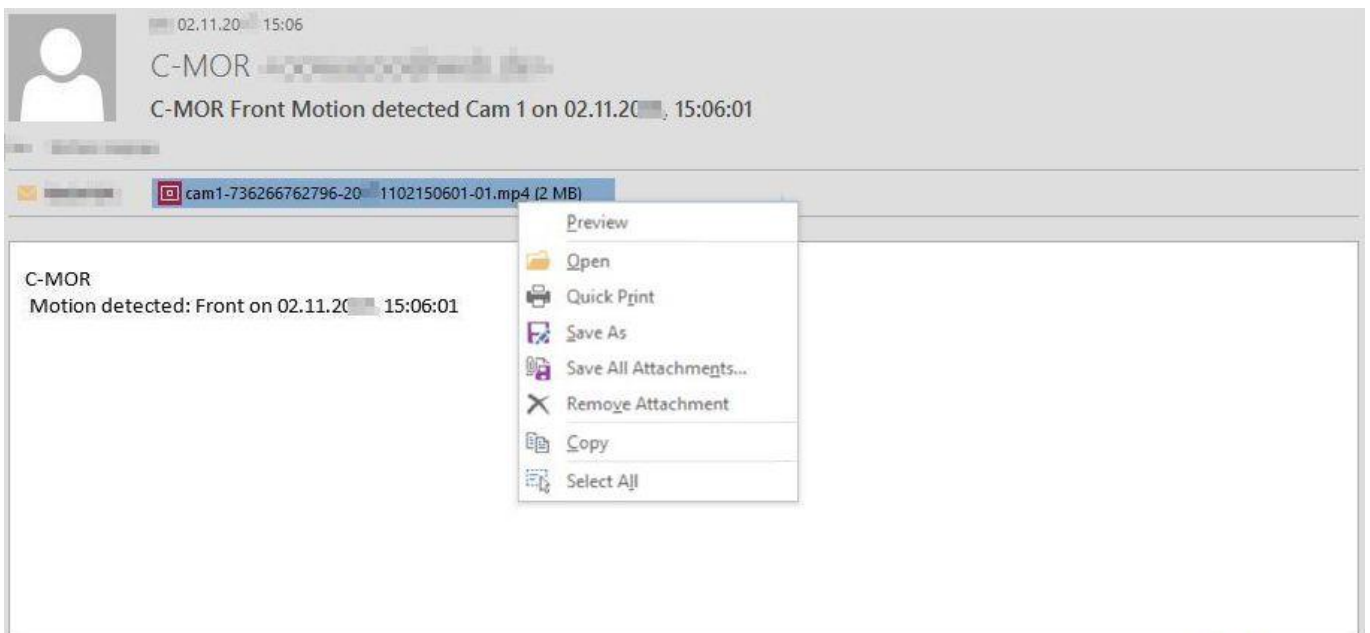 02.11.20 15:06
C-MOR
C-MOR Front Motion detected Cam 1 on 02.11.20 , 15:06:01
cam1-736266762796-20 1102150601-01.mp4 (2 MB)
Preview
Open
Quick Print
Save As
Save All Attachments...
Remove Attachment
Copy
Select All
C-MOR
Motion detected: Front on 02.11.20 , 15:06:01